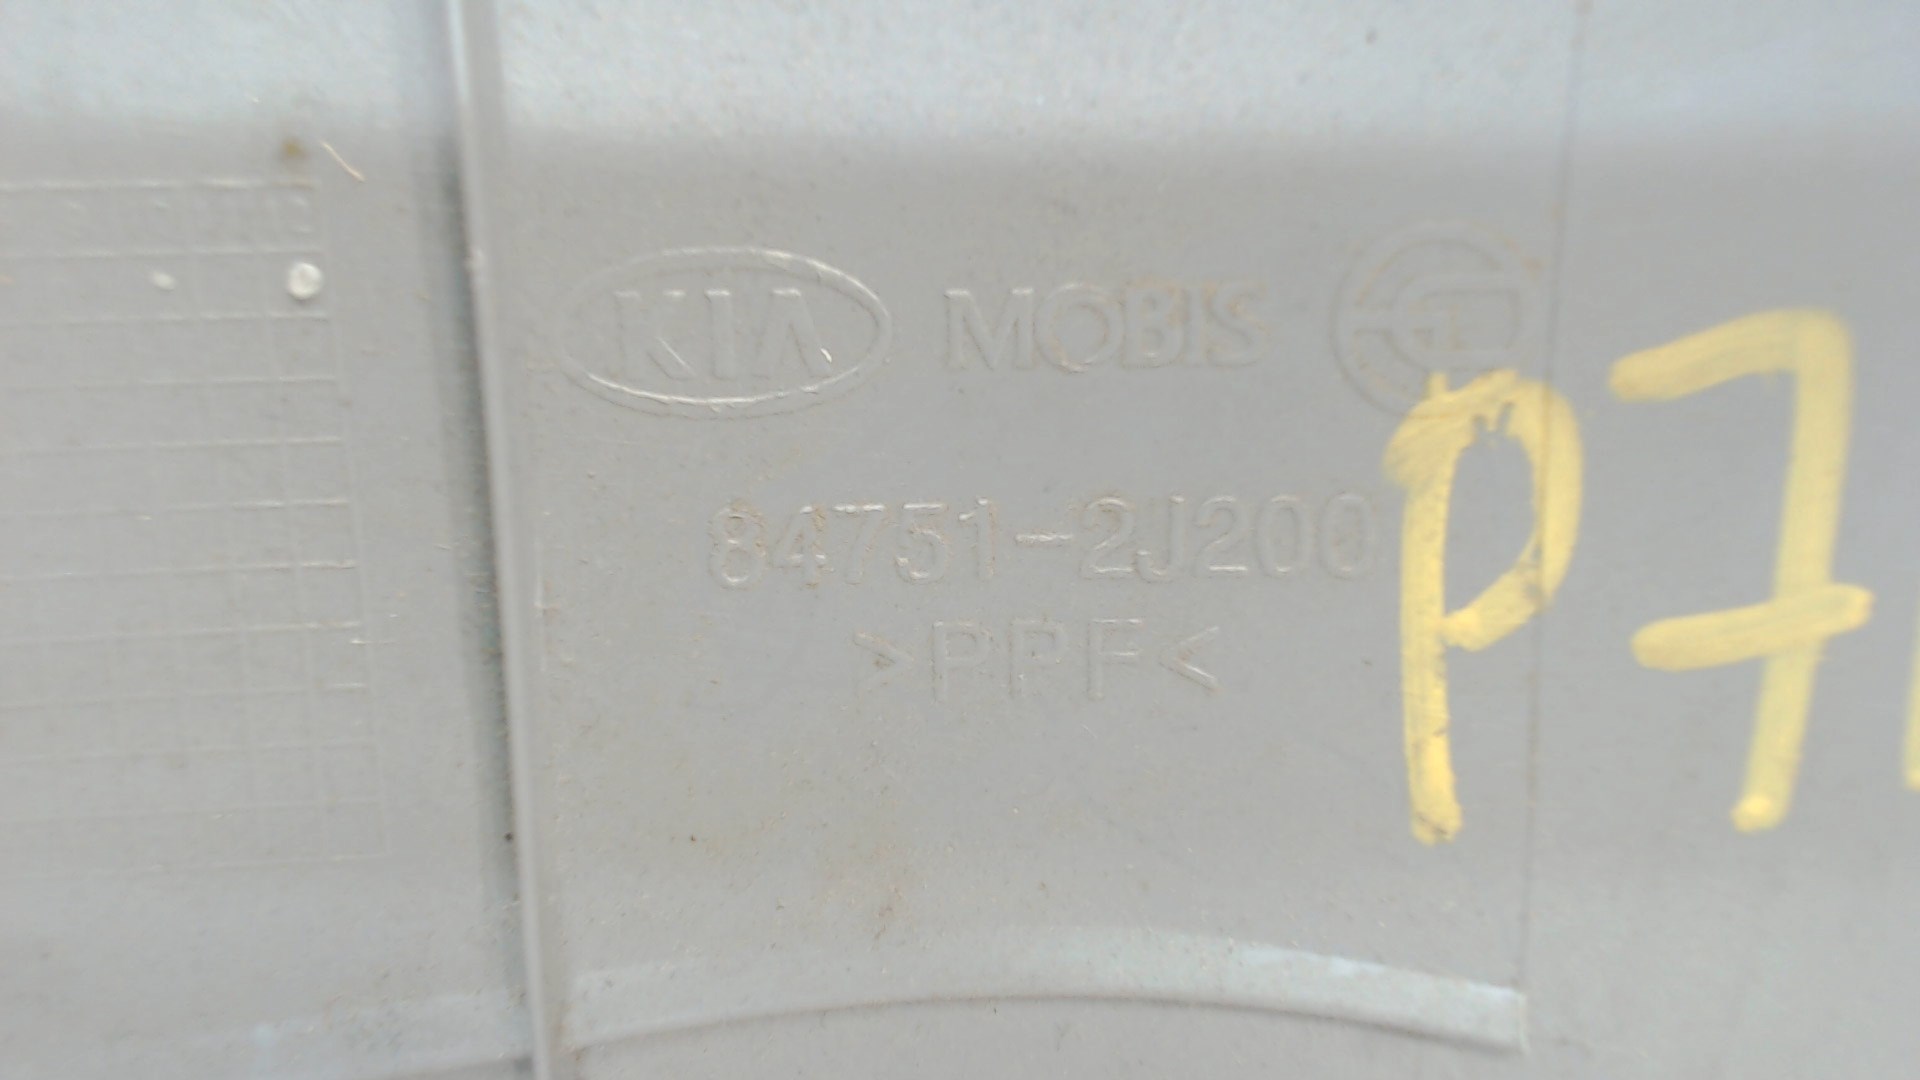 KIA MOBIS
84751-2J200
>PPF<
P7